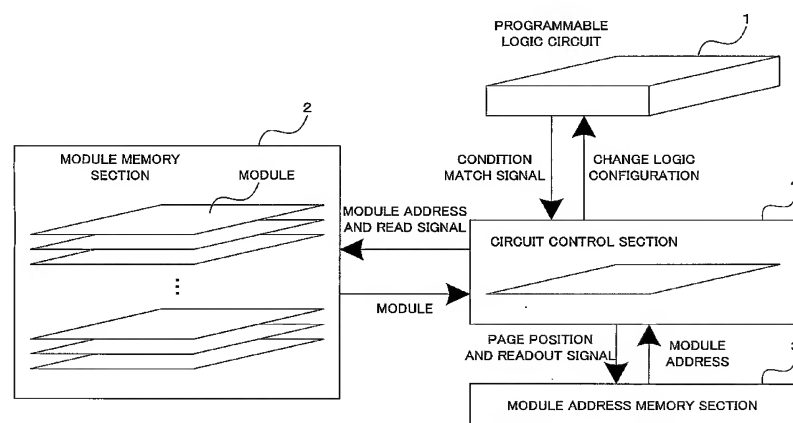 PROGRAMMABLE
LOGIC CIRCUIT
1
2
MODULE MEMORY
SECTION
MODULE
CONDITION
MATCH SIGNAL
CHANGE LOGIC
CONFIGURATION
MODULE ADDRESS
AND READ SIGNAL
CIRCUIT CONTROL SECTION
MODULE
PAGE POSITION
AND READOUT SIGNAL
MODULE
ADDRESS
MODULE ADDRESS MEMORY SECTION